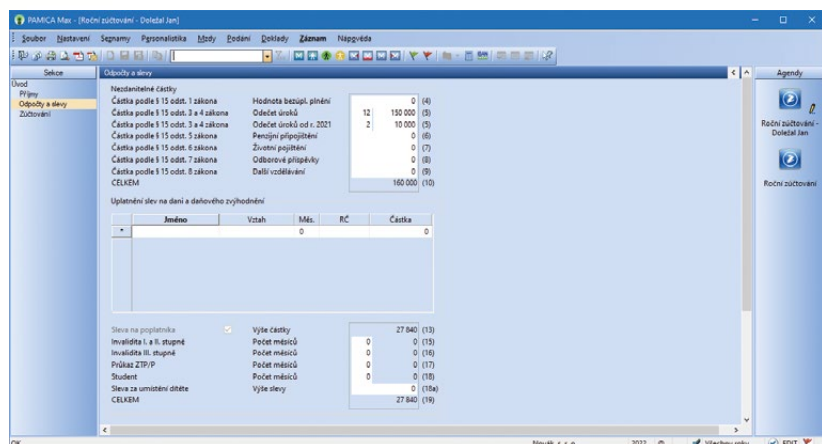 PAMICA Max - [Roční zúčtování - Doležal Jan]
Soubor Nastavení Seznamy Personalistika Mzdy Podání Doklady Záznam Nápověda
Sekce
Odpočty a slevy
Agendy
Úvod
Příjmy
Odpočty a slevy
Zúčtování
Nezdanitelné částky
Částka podle § 15 odst. 1 zákona Hodnota bezúpl. plnění 0 (4)
Částka podle § 15 odst. 3 a 4 zákona Odečet úroků 12 150 000 (5)
Částka podle § 15 odst. 3 a 4 zákona Odečet úroků od r. 2021 2 10 000 (5)
Částka podle § 15 odst. 5 zákona Penzijní připojištění 0 (6)
Částka podle § 15 odst. 6 zákona Životní pojištění 0 (7)
Částka podle § 15 odst. 7 zákona Odborové příspěvky 0 (8)
Částka podle § 15 odst. 8 zákona Další vzdělávání 0 (9)
CELKEM 160 000 (10)
Uplatnění slev na dani a daňového zvýhodnění
Jméno Vztah Měs. RČ Částka
* 0 0
Sleva na poplatníka Výše částky 27 840 (13)
Invalidita I. a II. stupně Počet měsíců 0 0 (15)
Invalidita III. stupně Počet měsíců 0 0 (16)
Průkaz ZTP/P Počet měsíců 0 0 (17)
Student Počet měsíců 0 0 (18)
Sleva za umístění dítěte Výše slevy 0 (18a)
CELKEM 27 840 (19)
Roční zúčtování -
Doležal Jan
Roční zúčtování
OK
Novák s. r. o.
2022
Všechny roky
EDIT